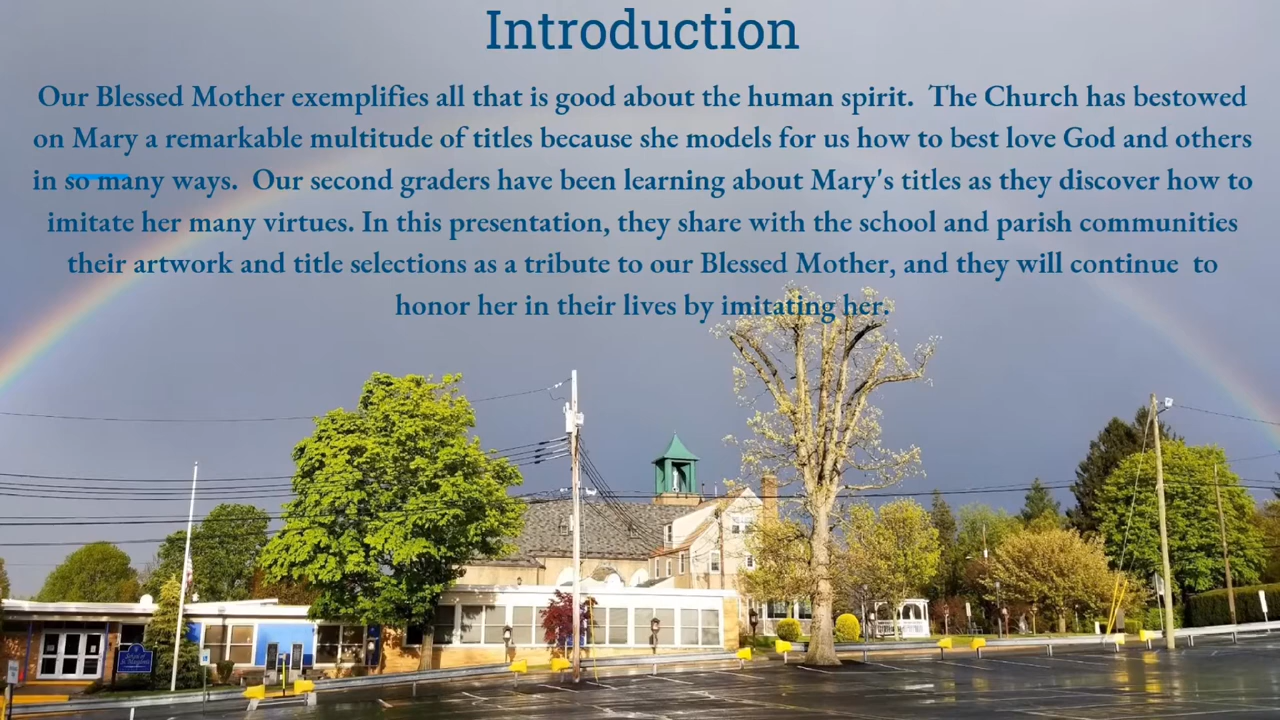 Introduction
Our Blessed Mother exemplifies all that is good about the human spirit.  The Church has bestowed
on Mary a remarkable multitude of titles because she models for us how to best love God and others
in so many ways.  Our second graders have been learning about Mary's titles as they discover how to
imitate her many virtues. In this presentation, they share with the school and parish communities
their artwork and title selections as a tribute to our Blessed Mother, and they will continue  to
honor her in their lives by imitating her.